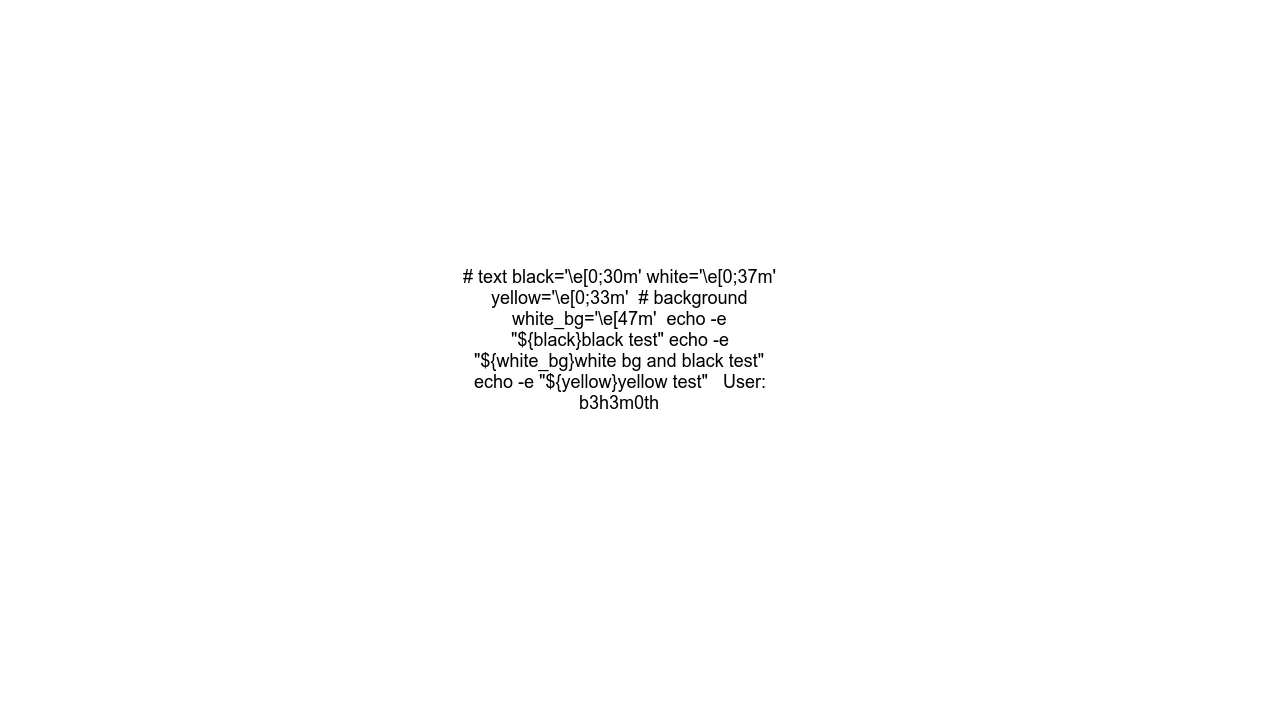 # text black='\e[0;30m' white='\e[0;37m'
yellow='\e[0;33m'  # background
white_bg='\e[47m'  echo -e
"${black}black test" echo -e
"${white_bg}white bg and black test"
echo -e "${yellow}yellow test"   User:
b3h3m0th